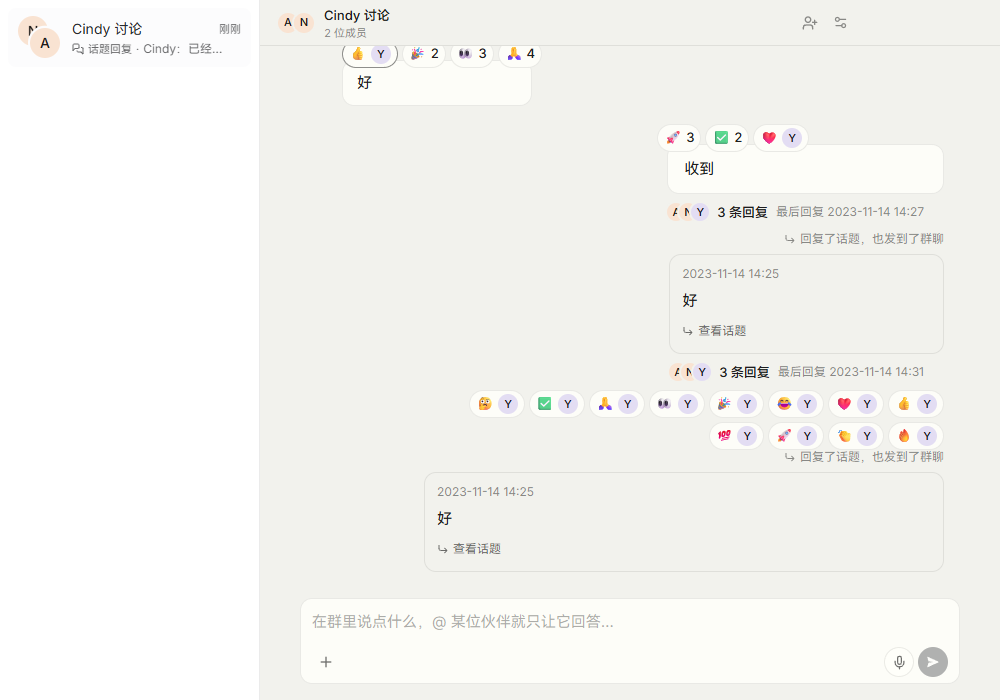 N
A
Cindy 讨论
刚刚
话题回复 · Cindy： 已经...
A N
Cindy 讨论
2 位成员
👍 Y 🎉 2 👀 3 🙏 4
好
🚀 3 ✅ 2 ❤️ Y
收到
A N Y 3 条回复 最后回复 2023-11-14 14:27
回复了话题，也发到了群聊
2023-11-14 14:25
好
查看话题
A N Y 3 条回复 最后回复 2023-11-14 14:31
🤔 Y ✅ Y 🙏 Y 👀 Y 🎉 Y 😂 Y ❤️ Y 👍 Y
💯 Y 🚀 Y 👏 Y 🔥 Y
回复了话题，也发到了群聊
2023-11-14 14:25
好
查看话题
在群里说点什么，@ 某位伙伴就只让它回答...